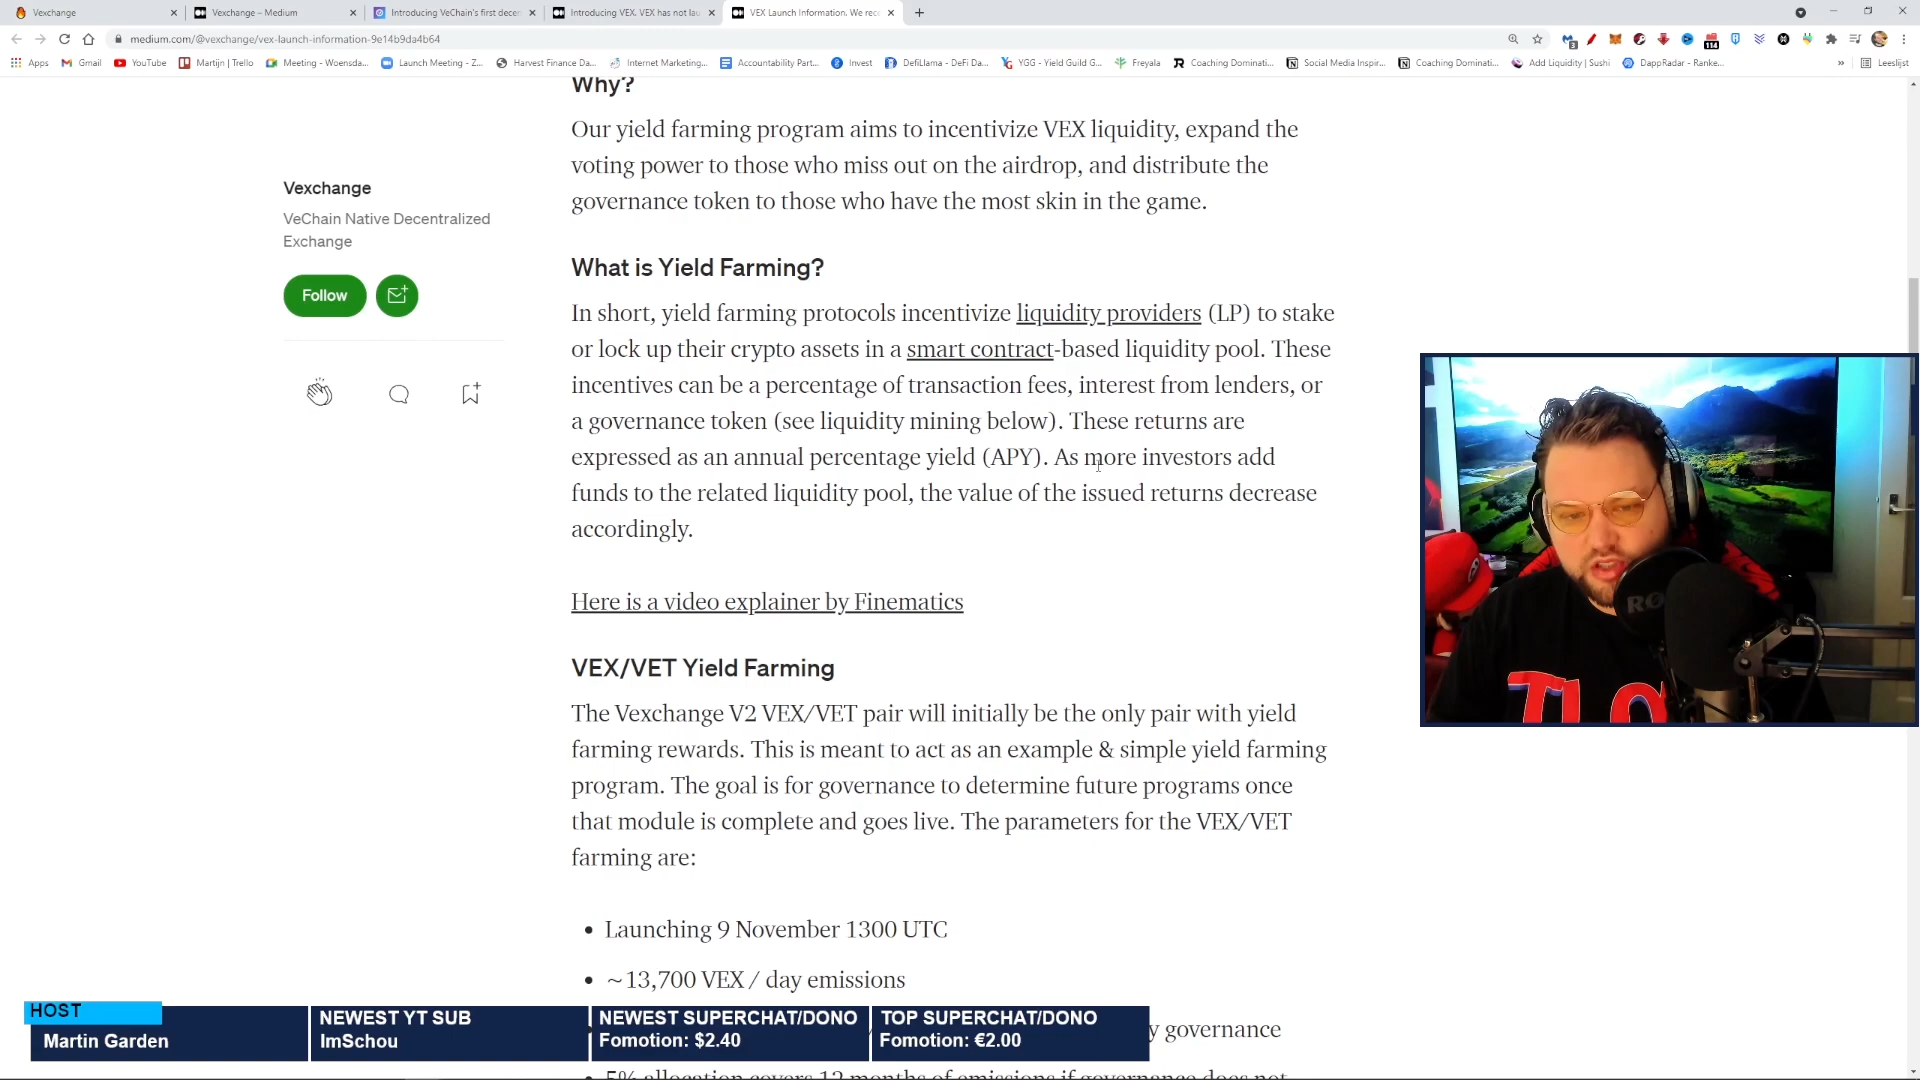 Vexchange
Vexchange – Medium
Introducing VeChain's first decer
Introducing VEX. VEX has not lau
VEX Launch Information. We rece
medium.com/@vexchange/vex-launch-information-9e14b9da4b64
Apps
Gmail
YouTube
Martijn | Trello
Meeting - Woensda...
Launch Meeting - Z...
Harvest Finance Da...
Internet Marketing...
Accountability Part...
Invest
DefiLlama - DeFi Da...
YGG - Yield Guild G...
Freyala
Coaching Dominati...
Social Media Inspir...
Coaching Dominati...
Add Liquidity | Sushi
DappRadar - Ranke...
Leeslijst
Why?
Our yield farming program aims to incentivize VEX liquidity, expand the
voting power to those who miss out on the airdrop, and distribute the
governance token to those who have the most skin in the game.
Vexchange
VeChain Native Decentralized
Exchange
Follow
What is Yield Farming?
In short, yield farming protocols incentivize liquidity providers (LP) to stake
or lock up their crypto assets in a smart contract-based liquidity pool. These
incentives can be a percentage of transaction fees, interest from lenders, or
a governance token (see liquidity mining below). These returns are
expressed as an annual percentage yield (APY). As more investors add
funds to the related liquidity pool, the value of the issued returns decrease
accordingly.
Here is a video explainer by Finematics
VEX/VET Yield Farming
The Vexchange V2 VEX/VET pair will initially be the only pair with yield
farming rewards. This is meant to act as an example & simple yield farming
program. The goal is for governance to determine future programs once
that module is complete and goes live. The parameters for the VEX/VET
farming are:
• Launching 9 November 1300 UTC
• ~13,700 VEX / day emissions
y governance
5% allocation covers 12 months of emissions if governance does not
RØ
HOST
Martin Garden
NEWEST YT SUB
ImSchou
NEWEST SUPERCHAT/DONO
Fomotion: $2.40
TOP SUPERCHAT/DONO
Fomotion: €2.00